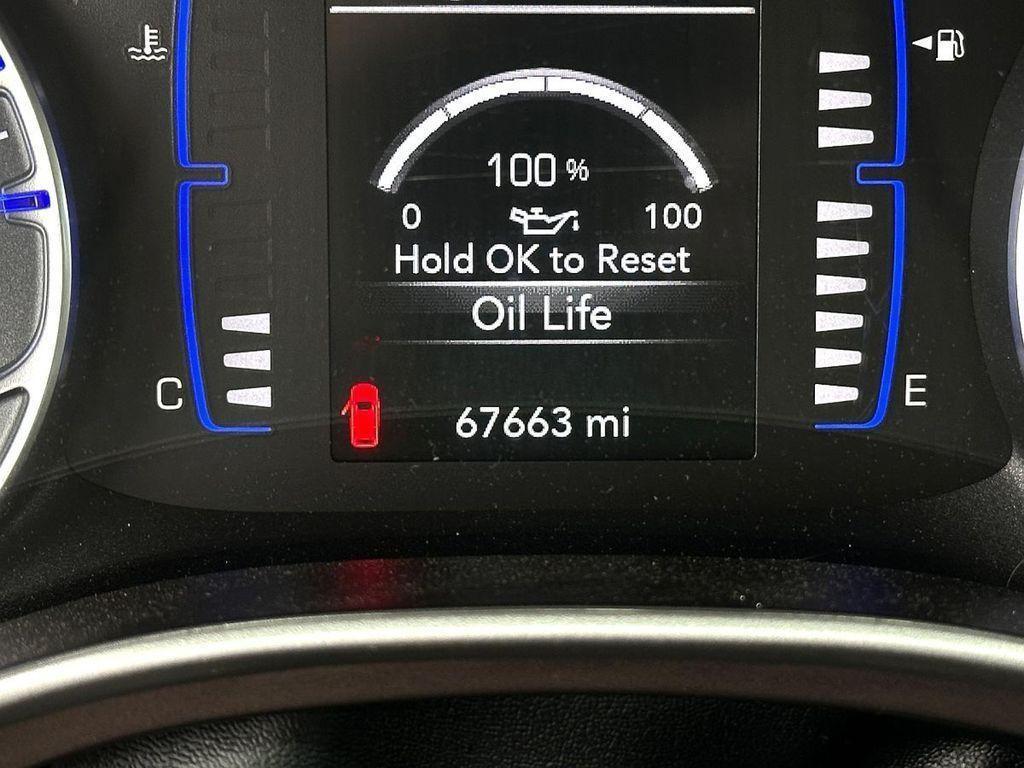 100 %
0 100
Hold OK to Reset
Oil Life
C E
67663 mi